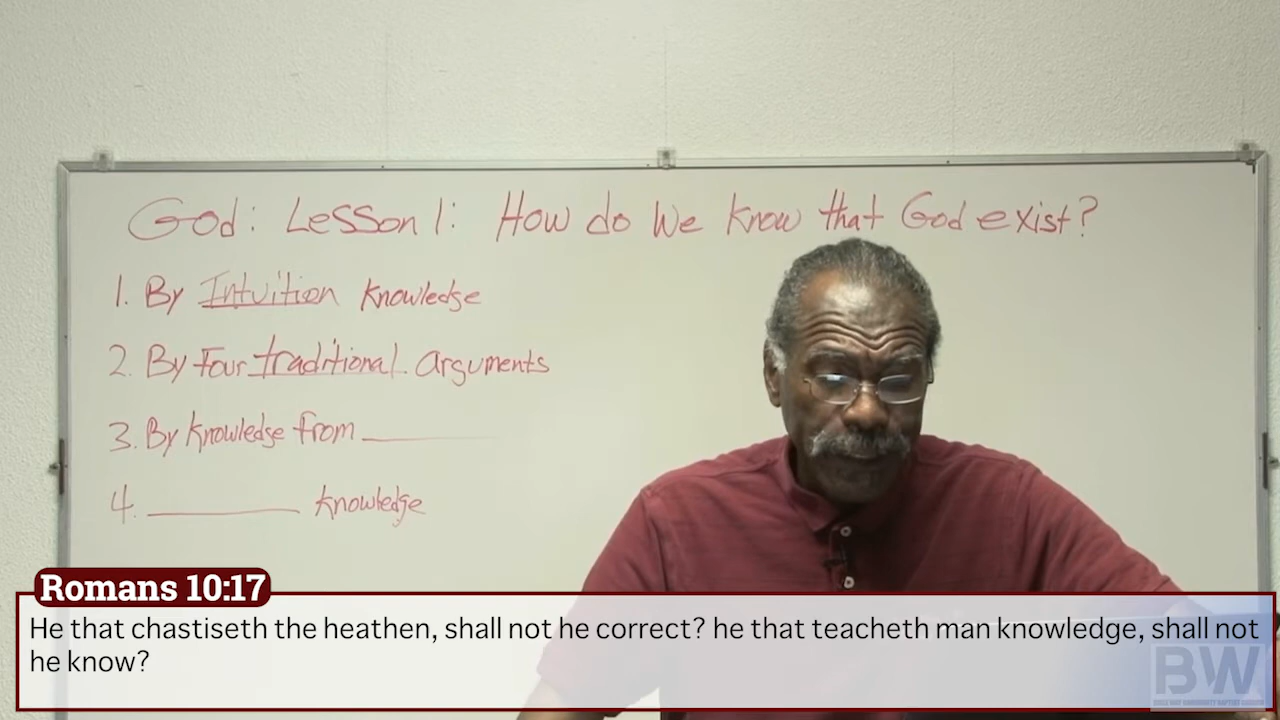 God: Lesson 1: How do We know that God exist?
1. By Intuition knowledge
2. By Four traditional Arguments
3. By knowledge from
4. knowledge
Romans 10:17
He that chastiseth the heathen, shall not he correct? he that teacheth man knowledge, shall not
he know?
BW